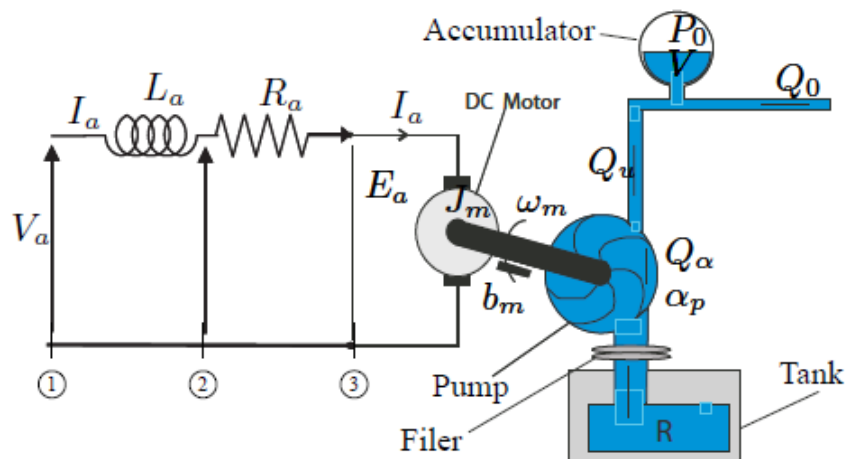 Accumulator
P₀
V
Q₀
Lₐ
Rₐ
Iₐ
Iₐ
DC Motor
Qᵤ
Eₐ
Jₘ
ωₘ
Vₐ
Q_α
bₘ
αₚ
①
②
③
Pump
Tank
Filer
R